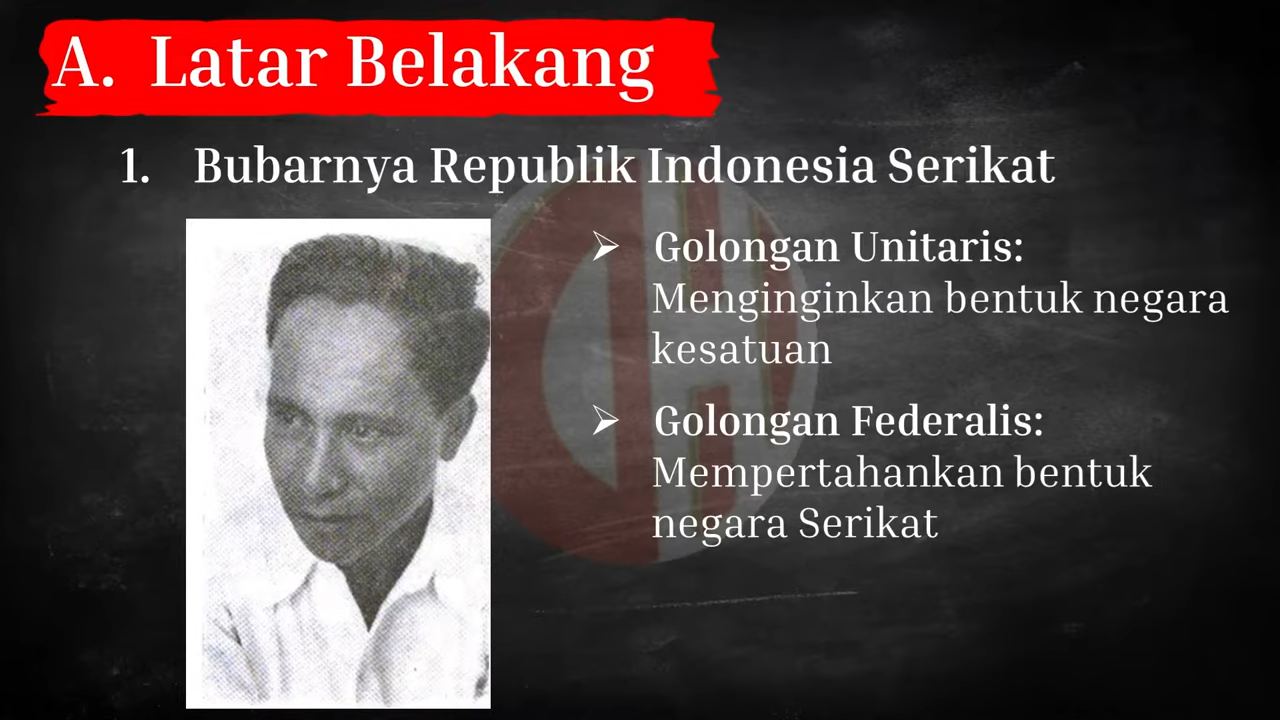 A. Latar Belakang
1. Bubarnya Republik Indonesia Serikat
➢ Golongan Unitaris:
Menginginkan bentuk negara
kesatuan
➢ Golongan Federalis:
Mempertahankan bentuk
negara Serikat